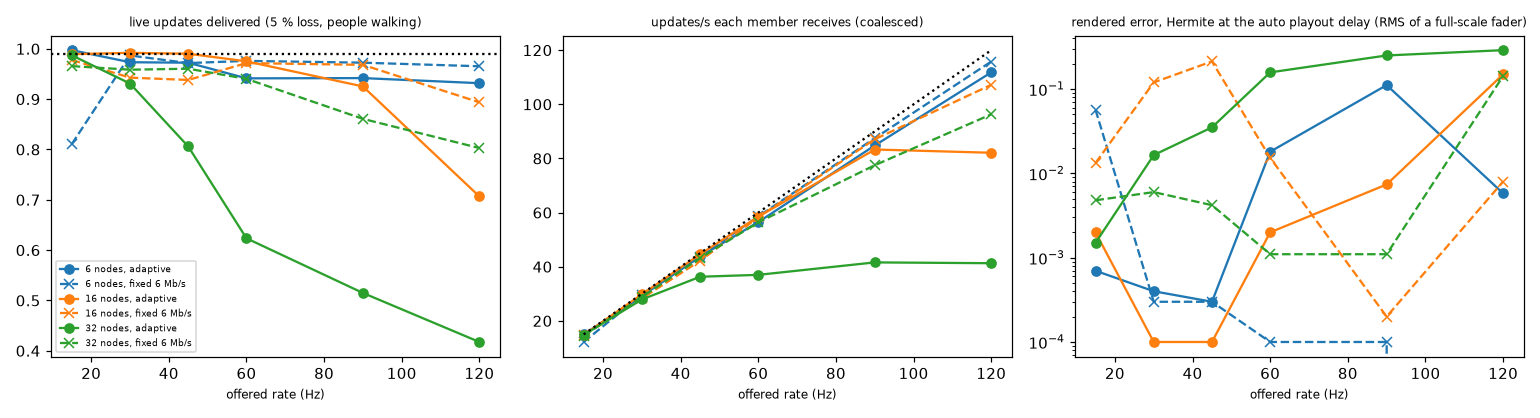 live updates delivered (5 % loss, people walking)
1.0
0.9
0.8
0.7
0.6
0.5
0.4
6 nodes, adaptive
6 nodes, fixed 6 Mb/s
16 nodes, adaptive
16 nodes, fixed 6 Mb/s
32 nodes, adaptive
32 nodes, fixed 6 Mb/s
20 40 60 80 100 120
offered rate (Hz)
updates/s each member receives (coalesced)
120
100
80
60
40
20
20 40 60 80 100 120
offered rate (Hz)
rendered error, Hermite at the auto playout delay (RMS of a full-scale fader)
10⁻¹
10⁻²
10⁻³
10⁻⁴
20 40 60 80 100 120
offered rate (Hz)